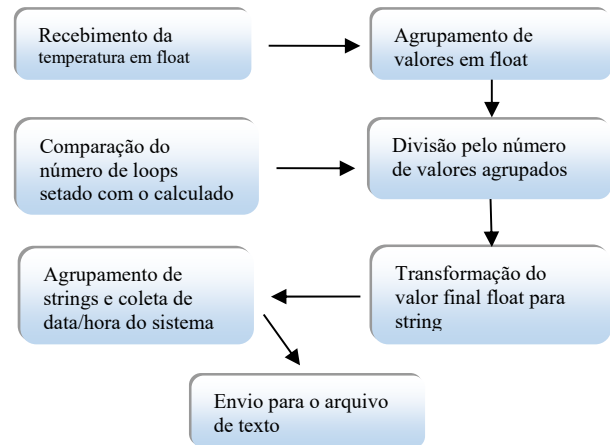 Recebimento da
temperatura em float
Agrupamento de
valores em float
Comparação do
número de loops
setado com o calculado
Divisão pelo número
de valores agrupados
Agrupamento de
strings e coleta de
data/hora do sistema
Transformação do
valor final float para
string
Envio para o arquivo
de texto